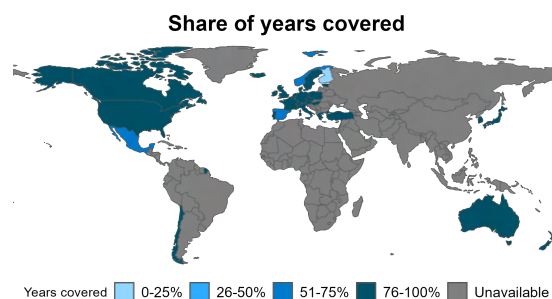 Share of years covered
Years covered 0-25% 26-50% 51-75% 76-100% Unavailable